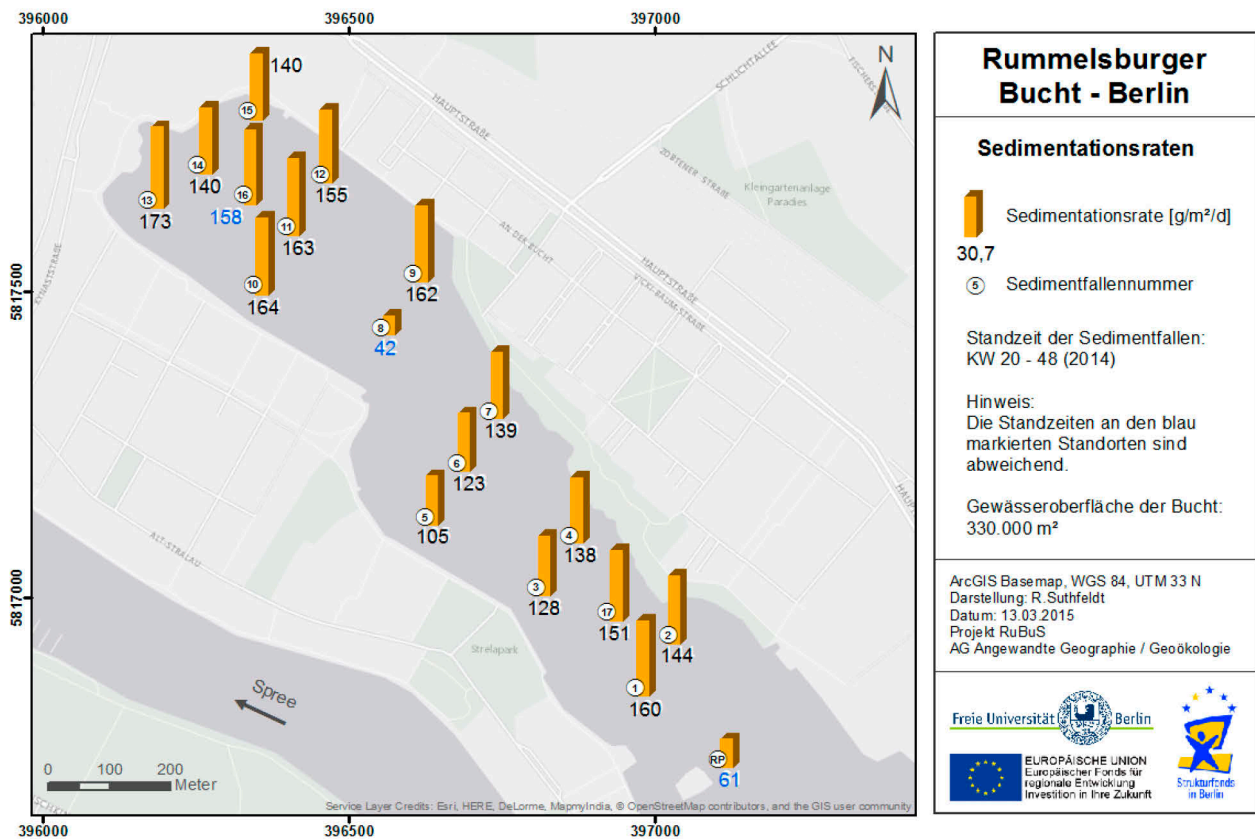 396000
396500
397000
5817500
5817000
140
15
14
140
13
173
16
158
12
155
11
163
10
164
9
162
8
42
7
139
6
123
5
105
4
138
3
128
17
151
2
144
1
160
RP
61
N
HAUPTSTRAßE
SCHLICHTALLEE
FISCHERSTRAßE
ZOBTENER STRAßE
Kleingartenanlage
Paradies
AN DER BUCHT
HAUPTSTRAßE
VICKI-BAUM-STRAßE
KYNASTSTRAßE
ALT-STRALAU
Strelapark
Spree
0 100 200
Meter
Service Layer Credits: Esri, HERE, DeLorme, MapmyIndia, © OpenStreetMap contributors, and the GIS user community
396000
396500
397000
Rummelsburger
Bucht - Berlin
Sedimentationsraten
Sedimentationsrate [g/m²/d]
30,7
5 Sedimentfallennummer
Standzeit der Sedimentfallen:
KW 20 - 48 (2014)
Hinweis:
Die Standzeiten an den blau
markierten Standorten sind
abweichend.
Gewässeroberfläche der Bucht:
330.000 m²
ArcGIS Basemap, WGS 84, UTM 33 N
Darstellung: R.Suthfeldt
Datum: 13.03.2015
Projekt RuBuS
AG Angewandte Geographie / Geoökologie
Freie Universität Berlin
EUROPÄISCHE UNION
Europäischer Fonds für
regionale Entwicklung
Investition in Ihre Zukunft
Strukturfonds
in Berlin